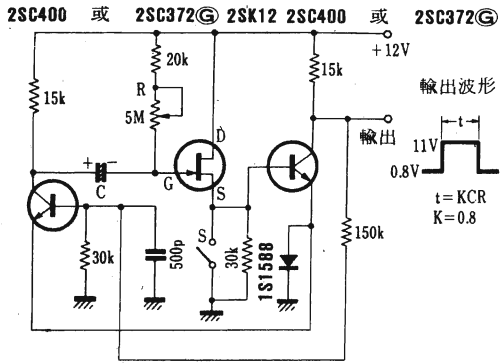 2SC400 或 2SC372Ⓖ 2SK12 2SC400 或 2SC372Ⓖ
+12V
20k
15k
R
5M
15k
輸出波形
t
11V
0.8V
輸出
D
+ −
C
G
S
t=KCR
K=0.8
30k
500p
S
30k
1S1588
150k